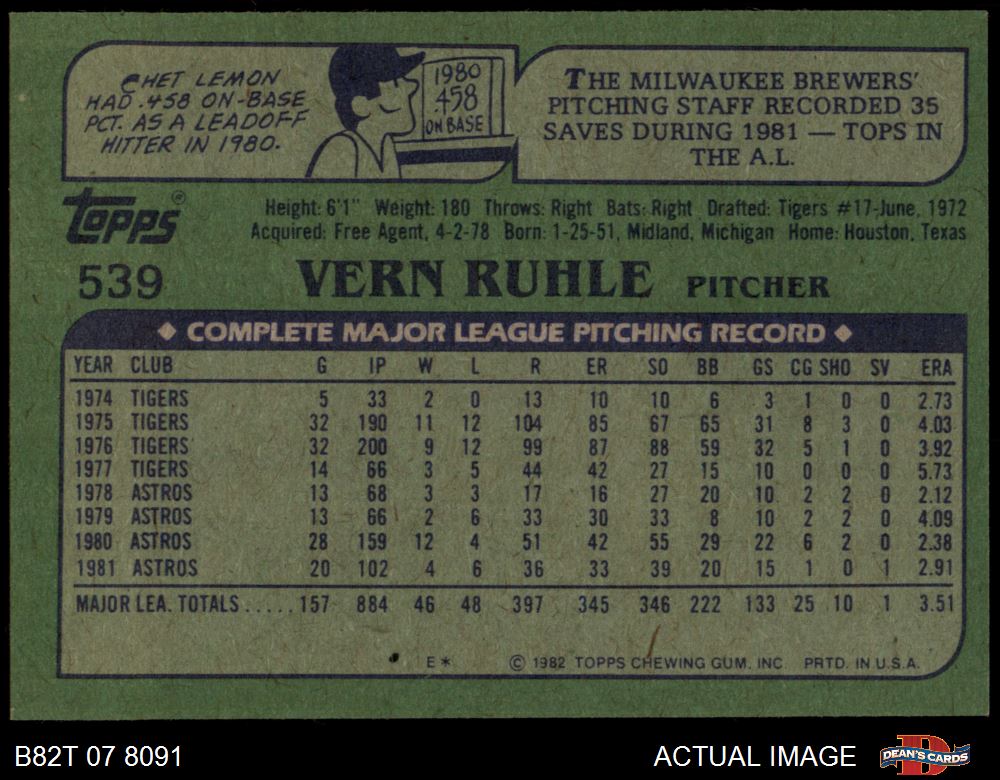 CHET LEMON
HAD .458 ON-BASE
PCT. AS A LEADOFF
HITTER IN 1980.
1980
.458
ON BASE
THE MILWAUKEE BREWERS'
PITCHING STAFF RECORDED 35
SAVES DURING 1981 — TOPS IN
THE A.L.
Topps®
Height: 6'1" Weight: 180 Throws: Right Bats: Right Drafted: Tigers #17-June, 1972
Acquired: Free Agent, 4-2-78 Born: 1-25-51, Midland, Michigan Home: Houston, Texas
539 VERN RUHLE PITCHER
◆ COMPLETE MAJOR LEAGUE PITCHING RECORD ◆
YEAR CLUB G IP W L R ER SO BB GS CG SHO SV ERA
1974 TIGERS 5 33 2 0 13 10 10 6 3 1 0 0 2.73
1975 TIGERS 32 190 11 12 104 85 67 65 31 8 3 0 4.03
1976 TIGERS 32 200 9 12 99 87 88 59 32 5 1 0 3.92
1977 TIGERS 14 66 3 5 44 42 27 15 10 0 0 0 5.73
1978 ASTROS 13 68 3 3 17 16 27 20 10 2 2 0 2.12
1979 ASTROS 13 66 2 6 33 30 33 8 10 2 2 0 4.09
1980 ASTROS 28 159 12 4 51 42 55 29 22 6 2 0 2.38
1981 ASTROS 20 102 4 6 36 33 39 20 15 1 0 1 2.91
MAJOR LEA. TOTALS ..... 157 884 46 48 397 345 346 222 133 25 10 1 3.51
E* © 1982 TOPPS CHEWING GUM, INC. PRTD. IN U.S.A.
B82T 07 8091 ACTUAL IMAGE DEAN'S CARDS